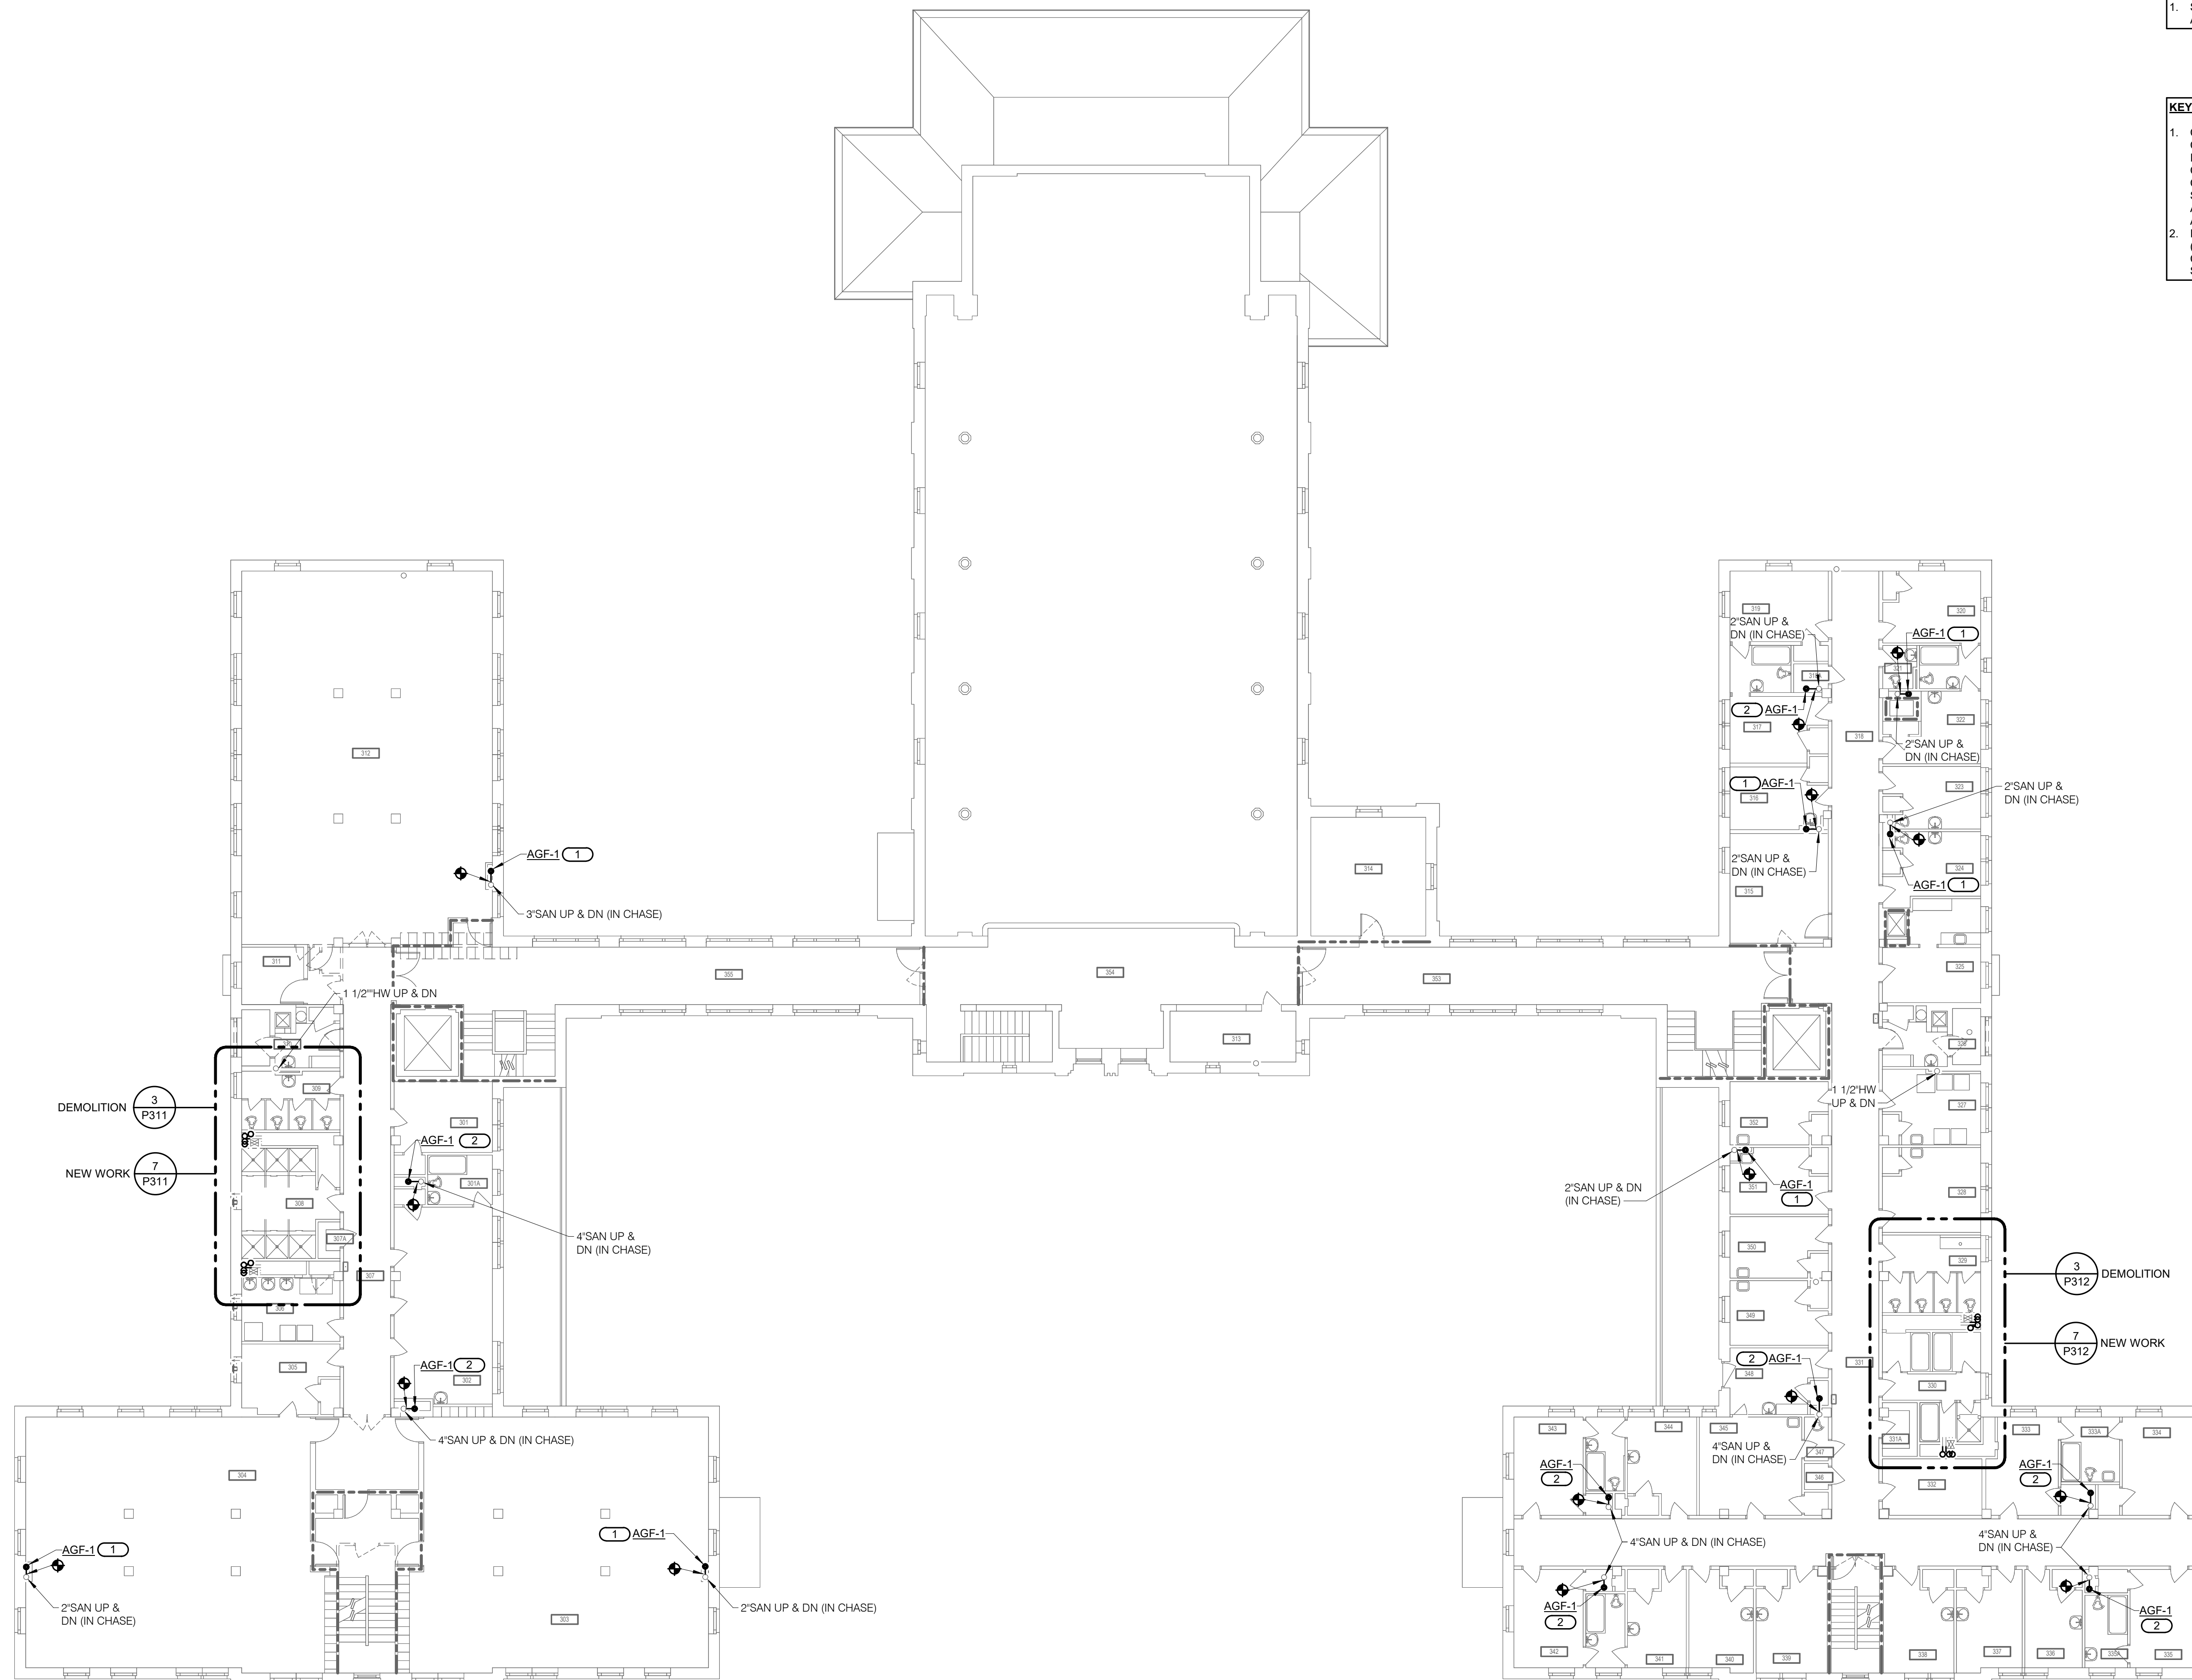 1. S
A
KEY
1. C
2.
319
2"SAN UP &
DN (IN CHASE)
320
AGF-1 1
321
2 AGF-1
317
322
318
2"SAN UP &
DN (IN CHASE)
312
1 AGF-1
316
323
2"SAN UP &
DN (IN CHASE)
AGF-1 1
2"SAN UP &
DN (IN CHASE)
314
324
AGF-1 1
315
3"SAN UP & DN (IN CHASE)
311
355
354
353
325
1 1/2""HW UP & DN
313
326
309
DEMOLITION 3
P311
1 1/2"HW
UP & DN
327
301
352
AGF-1 2
NEW WORK 7
P311
301A
2"SAN UP & DN
(IN CHASE)
AGF-1
1
351
328
308
307A
4"SAN UP &
DN (IN CHASE)
350
329
307
3
P312
DEMOLITION
306
349
7
P312
NEW WORK
305
AGF-1 2
302
2 AGF-1
348
331
330
4"SAN UP & DN (IN CHASE)
343
344
345
331A
333
333A
334
304
4"SAN UP &
DN (IN CHASE)
347
AGF-1
2
346
332
AGF-1
2
1 AGF-1
4"SAN UP & DN (IN CHASE)
4"SAN UP &
DN (IN CHASE)
AGF-1 1
2"SAN UP &
DN (IN CHASE)
2"SAN UP & DN (IN CHASE)
303
AGF-1
2
AGF-1
2
342
341
340
339
338
337
336
335A
335